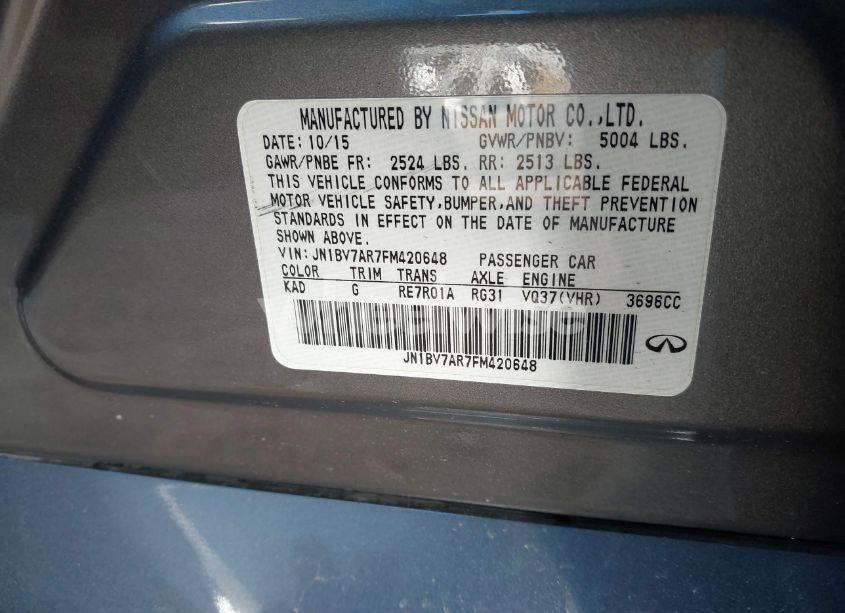 MANUFACTURED BY NISSAN MOTOR CO.,LTD.
DATE: 10/15 GVWR/PNBV: 5004 LBS.
GAWR/PNBE FR: 2524 LBS. RR: 2513 LBS.
THIS VEHICLE CONFORMS TO ALL APPLICABLE FEDERAL
MOTOR VEHICLE SAFETY,BUMPER,AND THEFT PREVENTION
STANDARDS IN EFFECT ON THE DATE OF MANUFACTURE
SHOWN ABOVE.
VIN: JN1BV7AR7FM420648 PASSENGER CAR
COLOR TRIM TRANS AXLE ENGINE
KAD G RE7R01A RG31 VQ37(VHR) 3696CC
JN1BV7AR7FM420648